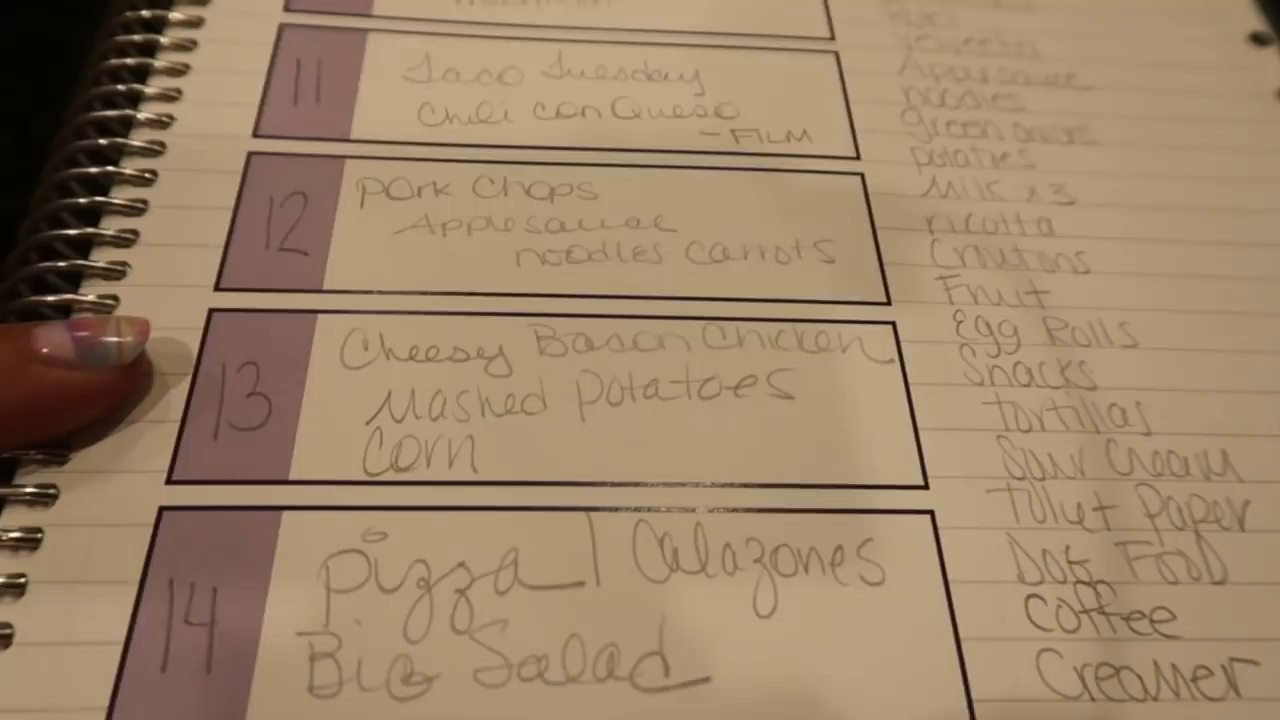 11
Taco Tuesday
Chili con Queso
- FILM
12
Pork Chops
Applesauce
noodles carrots
13
Cheesy Bacon Chicken
Mashed Potatoes
Corn
14
Pizza / Calazones
Big Salad
Applesauce
noodles
green onions
potatoes
Milk x3
ricotta
Croutons
Fruit
Egg Rolls
Snacks
tortillas
Sour Cream
Toilet Paper
Dog Food
Coffee
Creamer